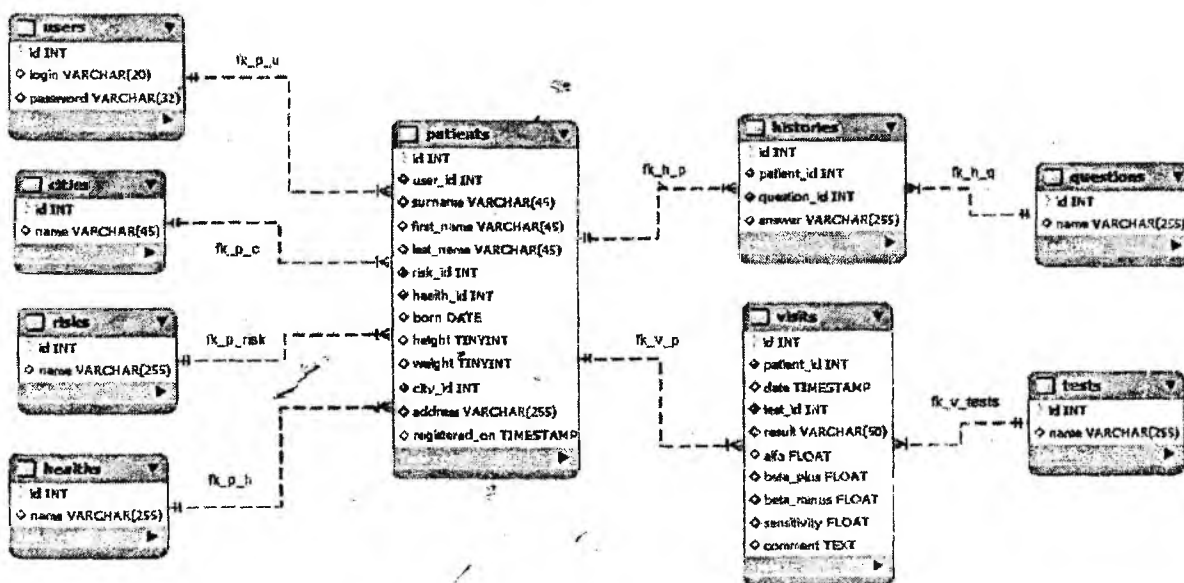 users
id INT
login VARCHAR(20)
password VARCHAR(32)
fk_p_u
cities
id INT
name VARCHAR(45)
fk_p_c
risks
id INT
name VARCHAR(255)
fk_p_risk
healths
id INT
name VARCHAR(255)
fk_p_h
patients
id INT
user_id INT
surname VARCHAR(45)
first_name VARCHAR(45)
last_name VARCHAR(45)
risk_id INT
health_id INT
born DATE
height TINYINT
weight TINYINT
city_id INT
address VARCHAR(255)
registered_on TIMESTAMP
fk_h_p
histories
id INT
patient_id INT
question_id INT
answer VARCHAR(255)
fk_h_q
questions
id INT
name VARCHAR(255)
fk_v_p
visits
id INT
patient_id INT
date TIMESTAMP
test_id INT
result VARCHAR(50)
alfa FLOAT
beta_plus FLOAT
beta_minus FLOAT
sensitivity FLOAT
comment TEXT
fk_v_tests
tests
id INT
name VARCHAR(255)